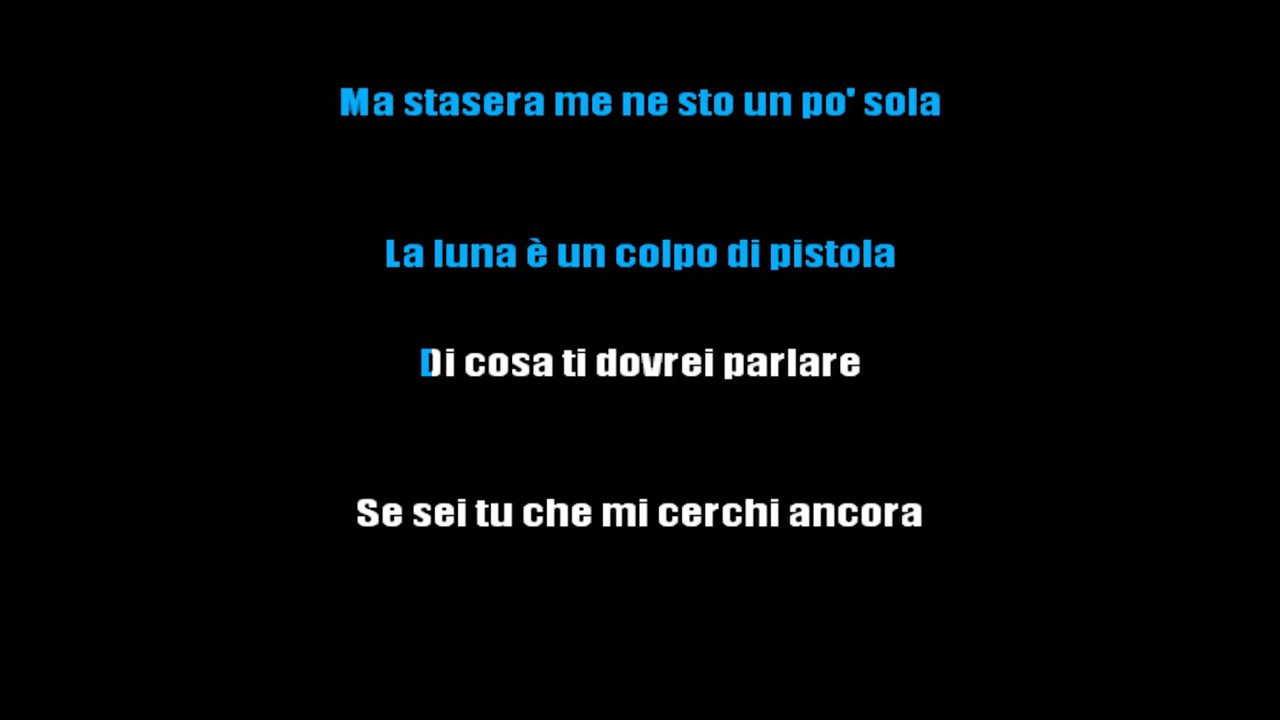 Ma stasera me ne sto un po' sola
La luna è un colpo di pistola
Di cosa ti dovrei parlare
Se sei tu che mi cerchi ancora